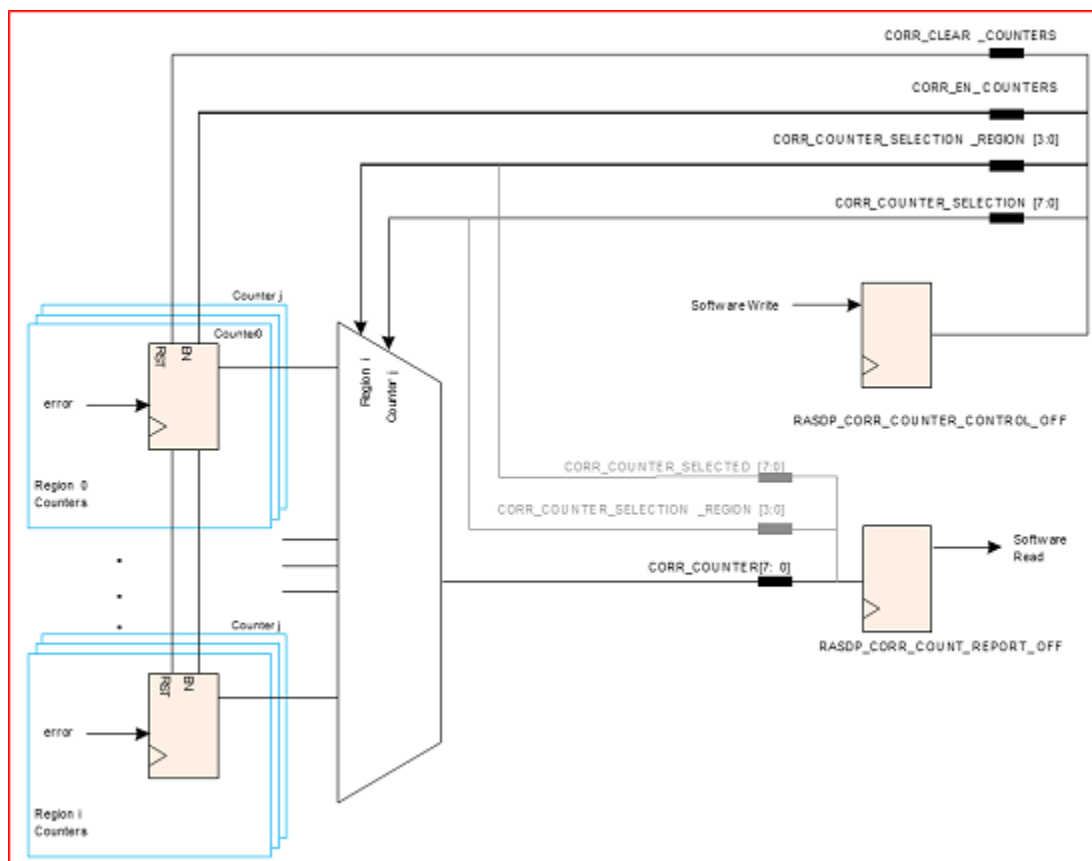 CORR_CLEAR _COUNTERS
CORR_EN_COUNTERS
CORR_COUNTER_SELECTION _REGION [3:0]
CORR_COUNTER_SELECTION [7:0]
Counter j
Software Write
Counter0
RST
EN
Region i
Counter j
error
RASDP_CORR_COUNTER_CONTROL_OFF
CORR_COUNTER_SELECTED [7:0]
Region 0
Counters
CORR_COUNTER_SELECTION _REGION [3:0]
Software
Read
CORR_COUNTER[7: 0]
Counter j
RASDP_CORR_COUNT_REPORT_OFF
RST
EN
error
Region i
Counters